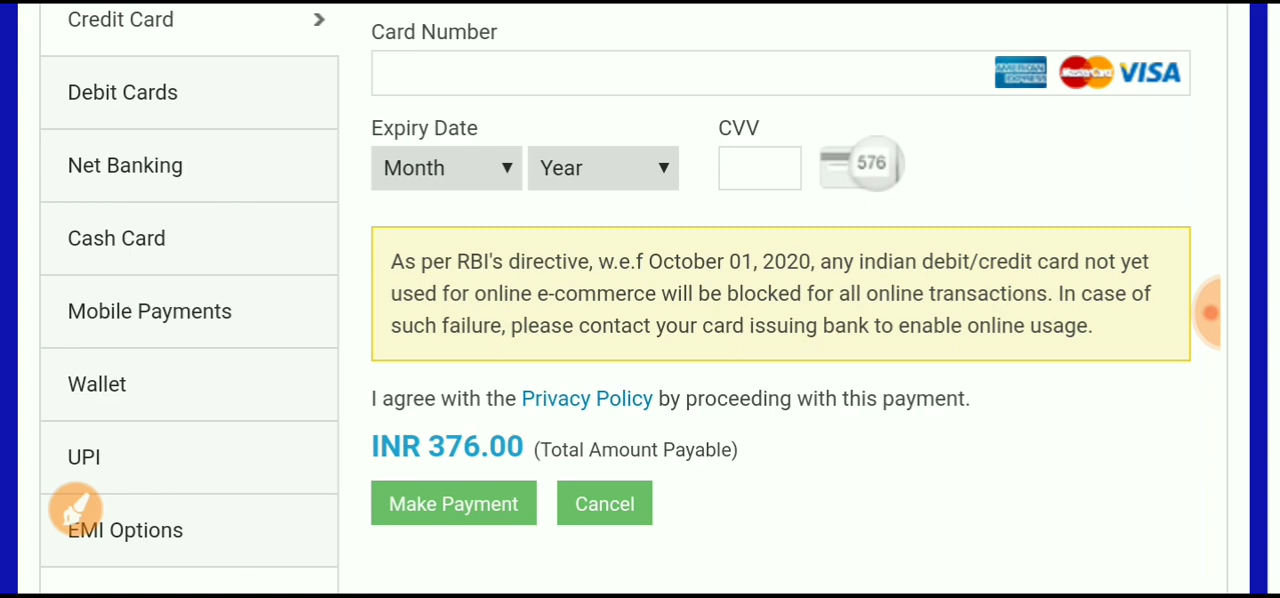 Credit Card
Debit Cards
Net Banking
Cash Card
Mobile Payments
Wallet
UPI
EMI Options
Card Number
AMERICAN EXPRESS
MasterCard
VISA
Expiry Date
CVV
Month
Year
576
As per RBI's directive, w.e.f October 01, 2020, any indian debit/credit card not yet
used for online e-commerce will be blocked for all online transactions. In case of
such failure, please contact your card issuing bank to enable online usage.
I agree with the Privacy Policy by proceeding with this payment.
INR 376.00 (Total Amount Payable)
Make Payment
Cancel